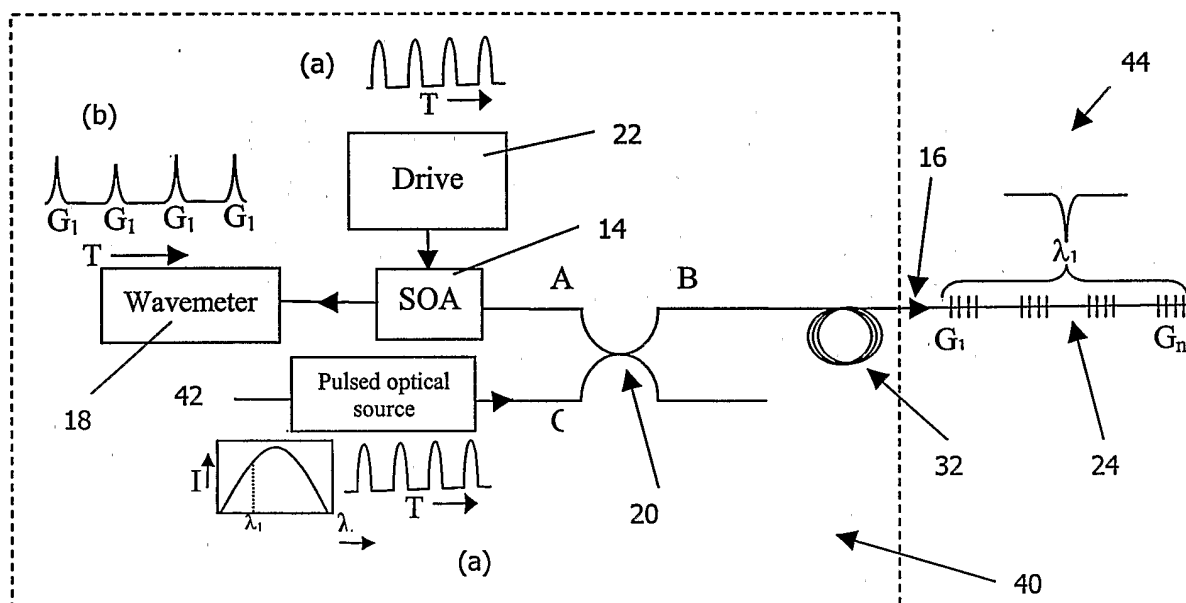 (a)
44
(b)
T
22
Drive
16
G₁ G₁ G₁ G₁
14
T
λ₁
A B
Wavemeter
SOA
G₁ Gₙ
42
Pulsed optical
source
18
C
32
24
I
T
20
λ₁ λ.
(a)
40